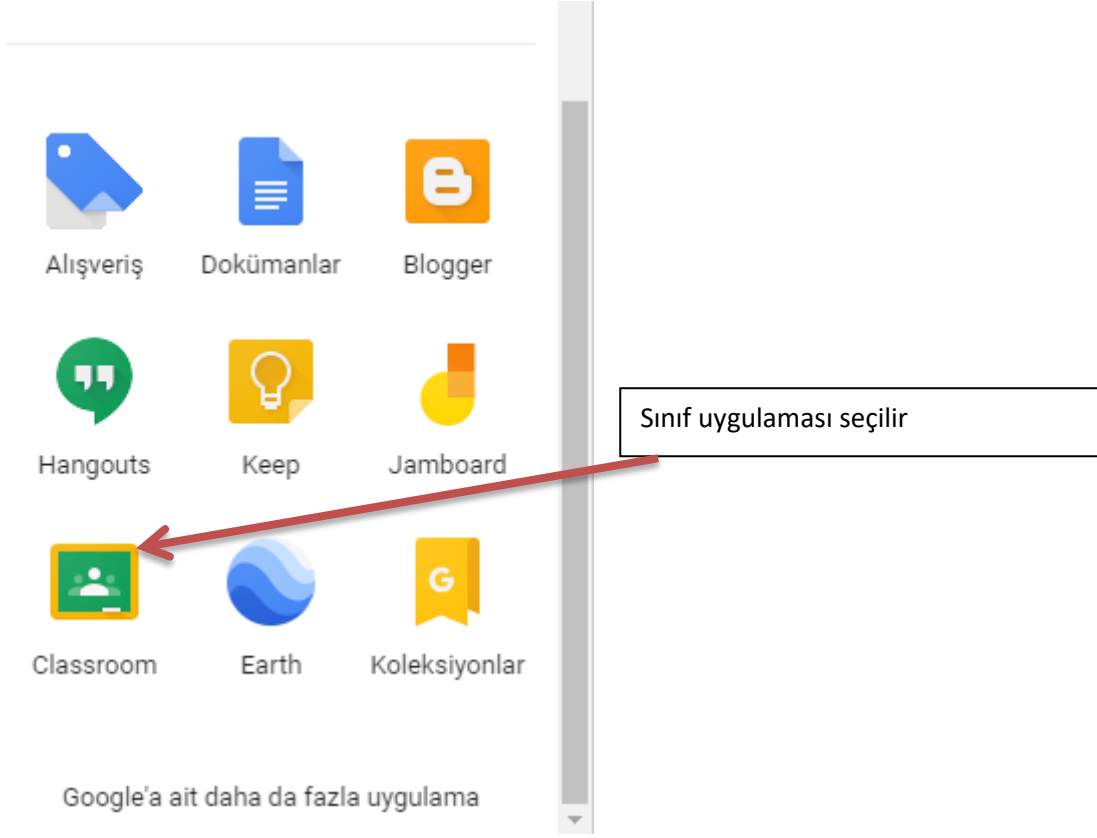 Alışveriş Dokümanlar Blogger
Hangouts Keep Jamboard
Sınıf uygulaması seçilir
Classroom Earth Koleksiyonlar
Google'a ait daha da fazla uygulama